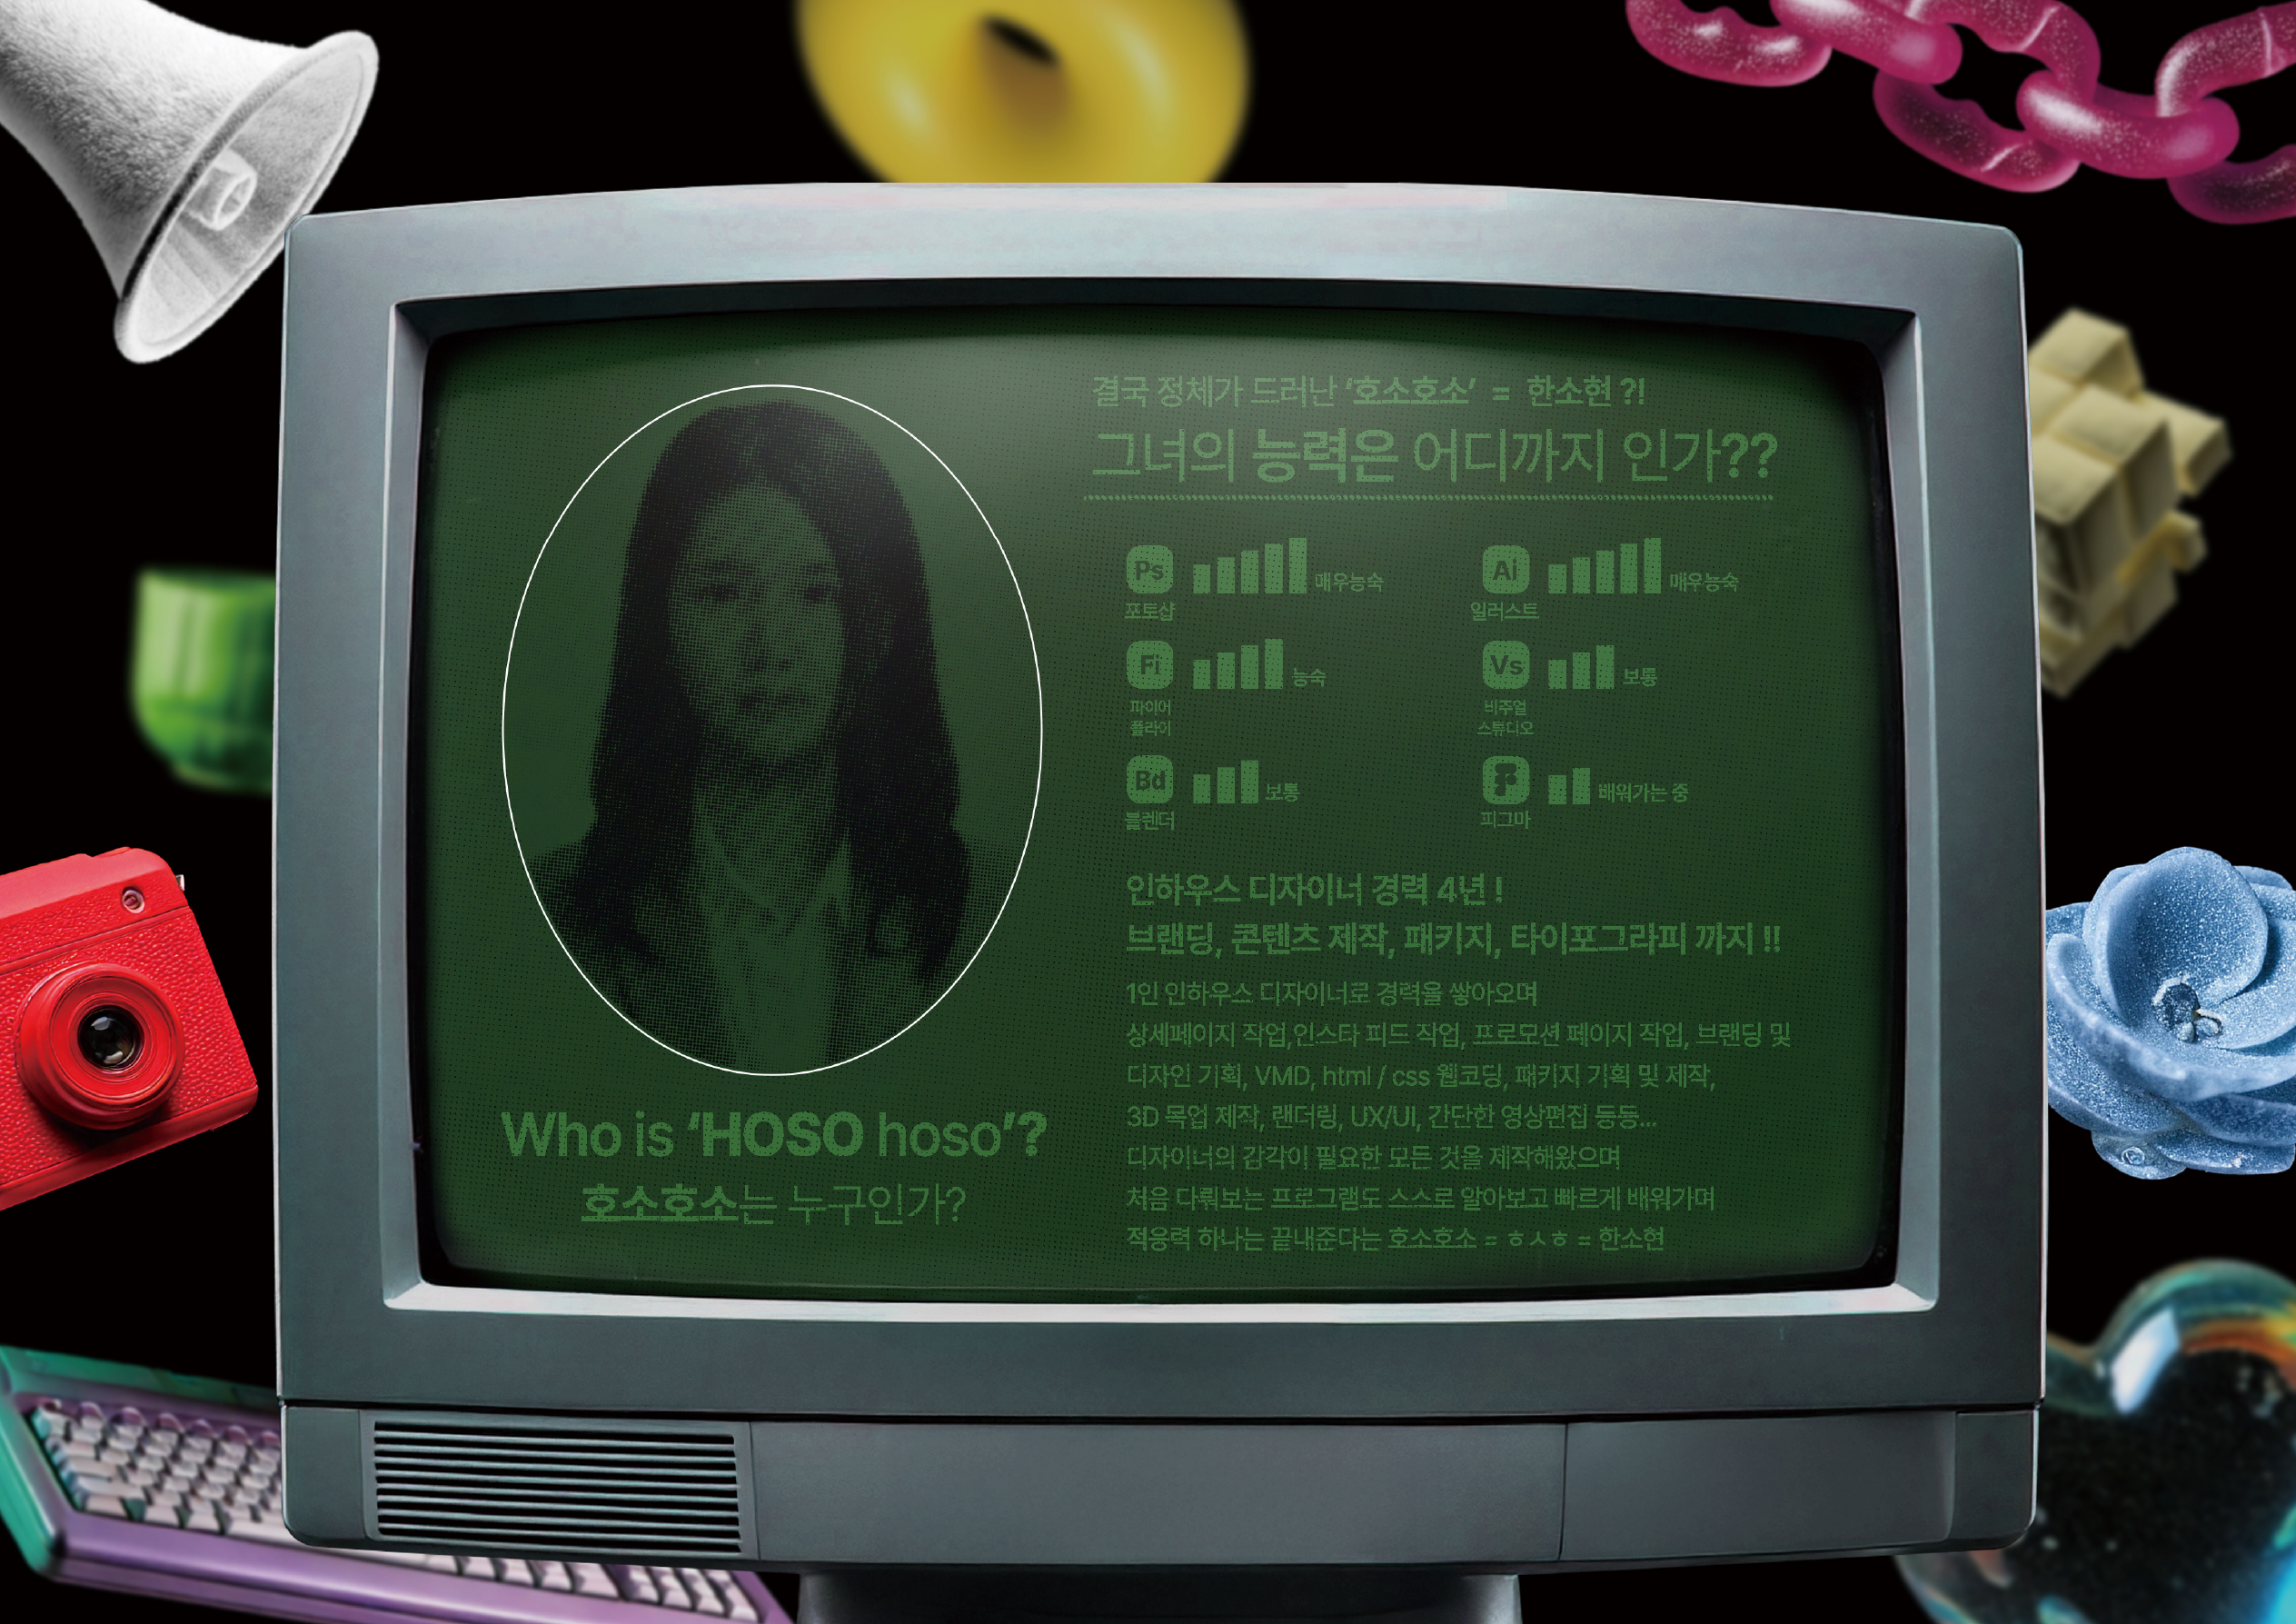 결국 정체가 드러난 ‘호소호소’ = 한소현 ?!
그녀의 능력은 어디까지 인가??
Ps 매우능숙
포토샵
Ai 매우능숙
일러스트
Fi 능숙
파이어
플라이
Vs 보통
비주얼
스튜디오
Bd 보통
블렌더
배워가는 중
피그마
인하우스 디자이너 경력 4년 !
브랜딩, 콘텐츠 제작, 패키지, 타이포그라피 까지 !!
1인 인하우스 디자이너로 경력을 쌓아오며
상세페이지 작업,인스타 피드 작업, 프로모션 페이지 작업, 브랜딩 및
디자인 기획, VMD, html / css 웹코딩, 패키지 기획 및 제작,
3D 목업 제작, 랜더링, UX/UI, 간단한 영상편집 등등...
디자이너의 감각이 필요한 모든 것을 제작해왔으며
처음 다뤄보는 프로그램도 스스로 알아보고 빠르게 배워가며
적응력 하나는 끝내준다는 호소호소 = ㅎㅅㅎ = 한소현
Who is ‘HOSO hoso’?
호소호소는 누구인가?